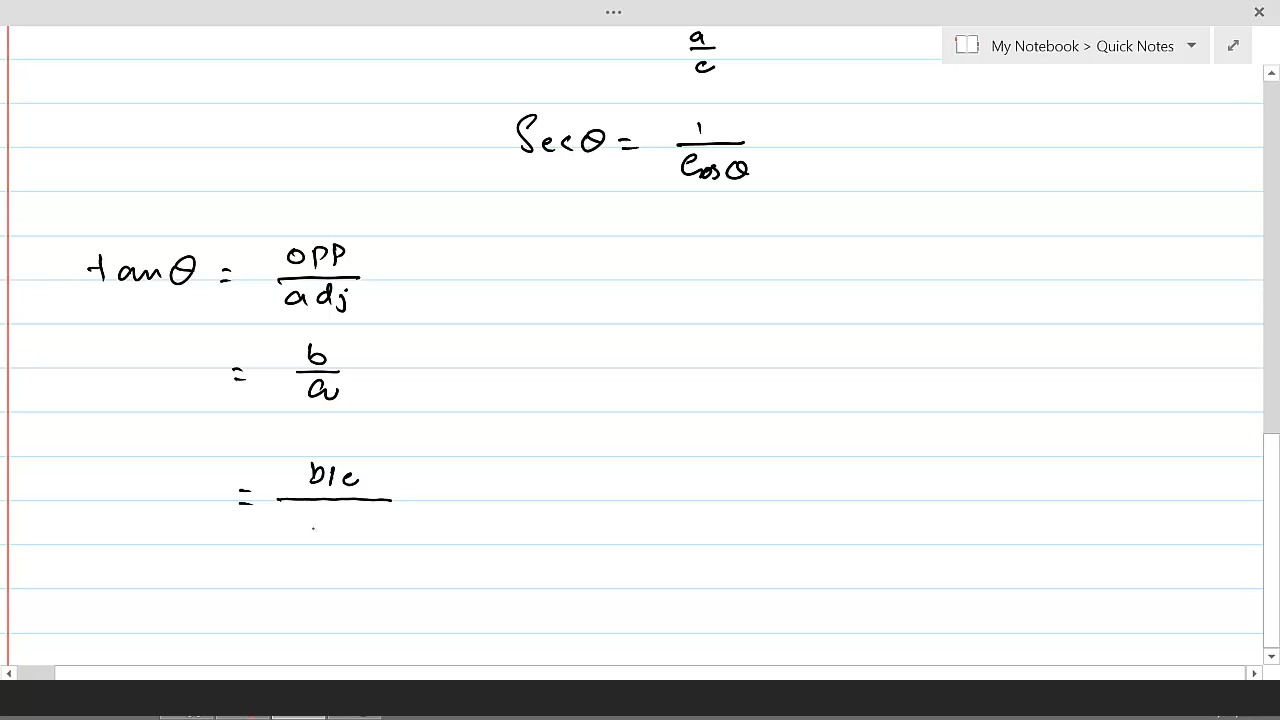 My Notebook > Quick Notes
a/c
Secθ = 1/Cosθ
tanθ = opp/adj
= b/a
= b/c